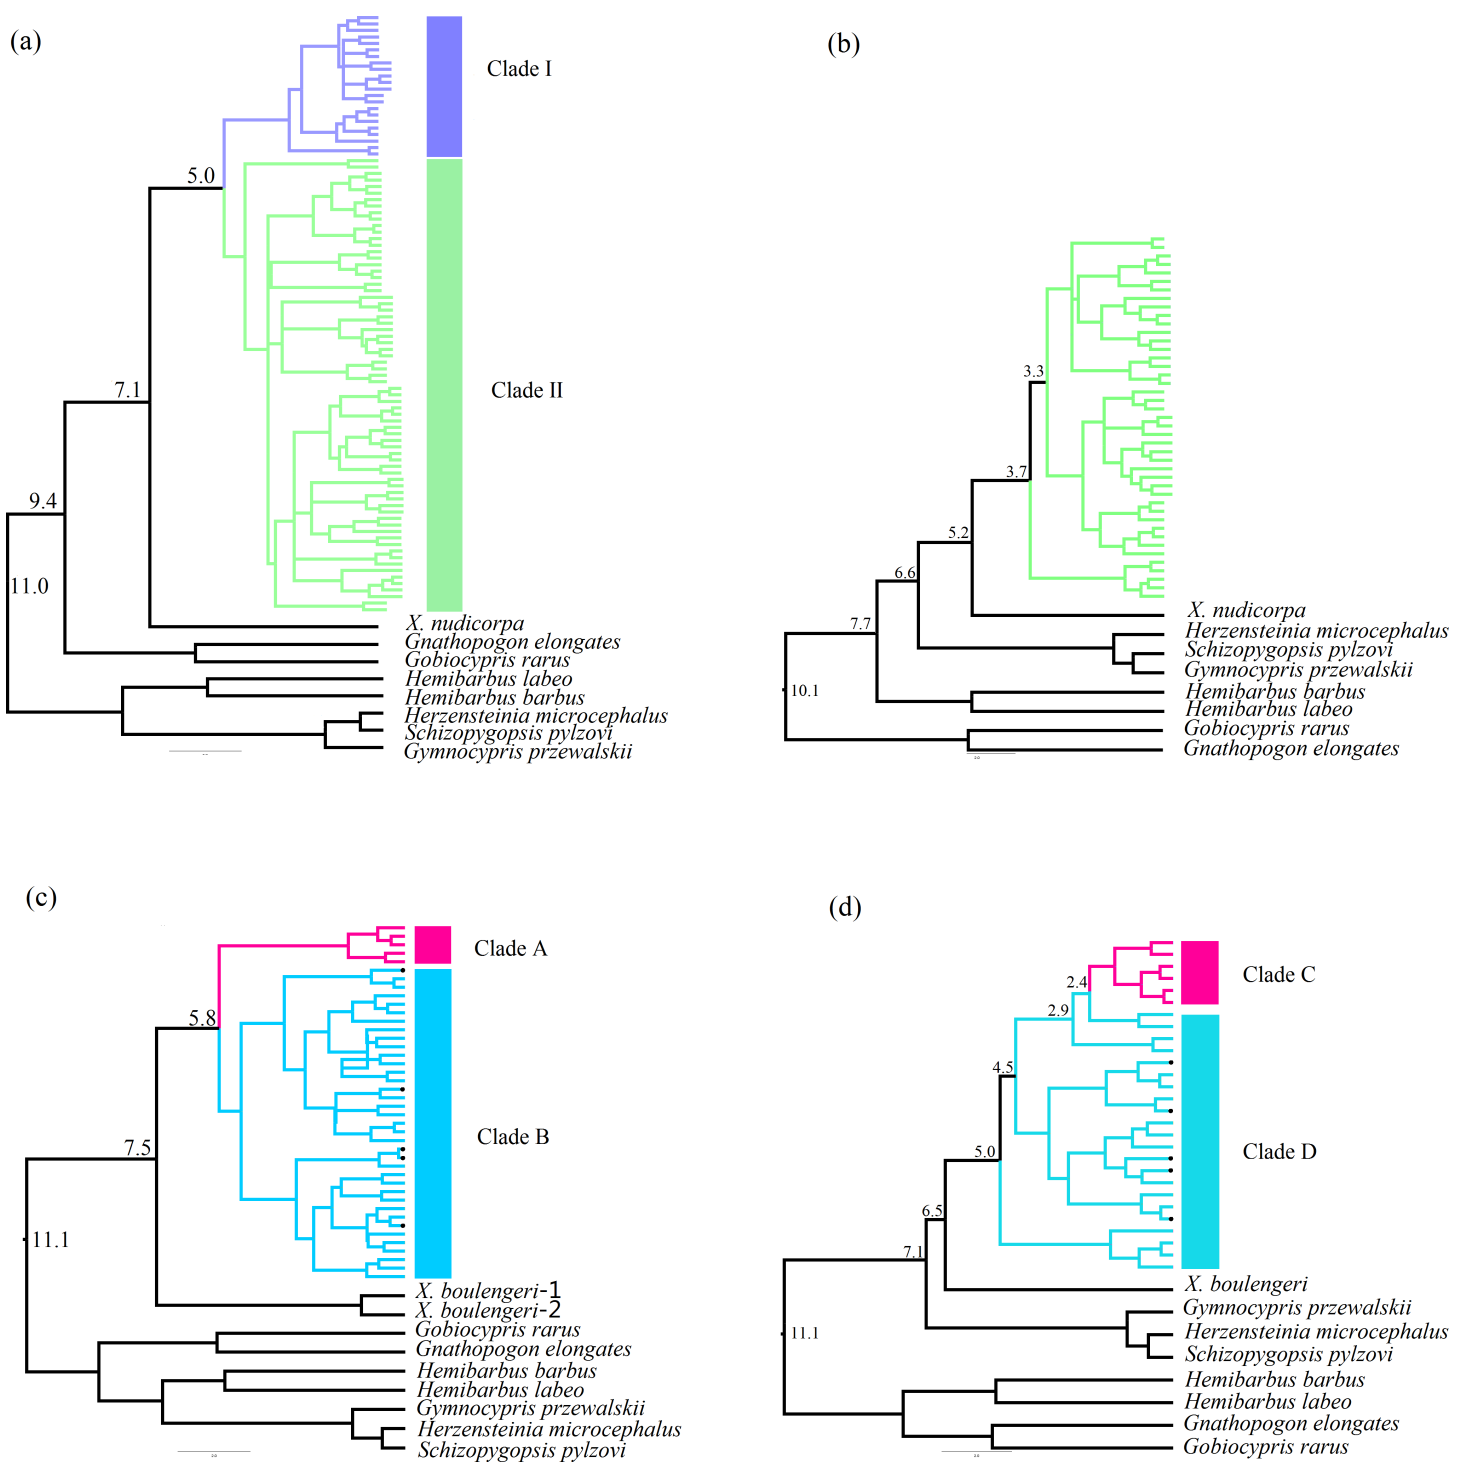 (a)
Clade I
5.0
7.1
Clade II
9.4
11.0
X. nudicorpa
Gnathopogon elongates
Gobiocypris rarus
Hemibarbus labeo
Hemibarbus barbus
Herzensteinia microcephalus
Schizopygopsis pylzovi
Gymnocypris przewalskii
(b)
3.3
3.7
5.2
6.6
7.7
10.1
X. nudicorpa
Herzensteinia microcephalus
Schizopygopsis pylzovi
Gymnocypris przewalskii
Hemibarbus barbus
Hemibarbus labeo
Gobiocypris rarus
Gnathopogon elongates
2.0
(c)
Clade A
5.8
Clade B
7.5
11.1
X. boulengeri-1
X. boulengeri-2
Gobiocypris rarus
Gnathopogon elongates
Hemibarbus barbus
Hemibarbus labeo
Gymnocypris przewalskii
Herzensteinia microcephalus
Schizopygopsis pylzovi
2.0
(d)
Clade C
2.4
2.9
4.5
Clade D
5.0
6.5
7.1
11.1
X. boulengeri
Gymnocypris przewalskii
Herzensteinia microcephalus
Schizopygopsis pylzovi
Hemibarbus barbus
Hemibarbus labeo
Gnathopogon elongates
Gobiocypris rarus